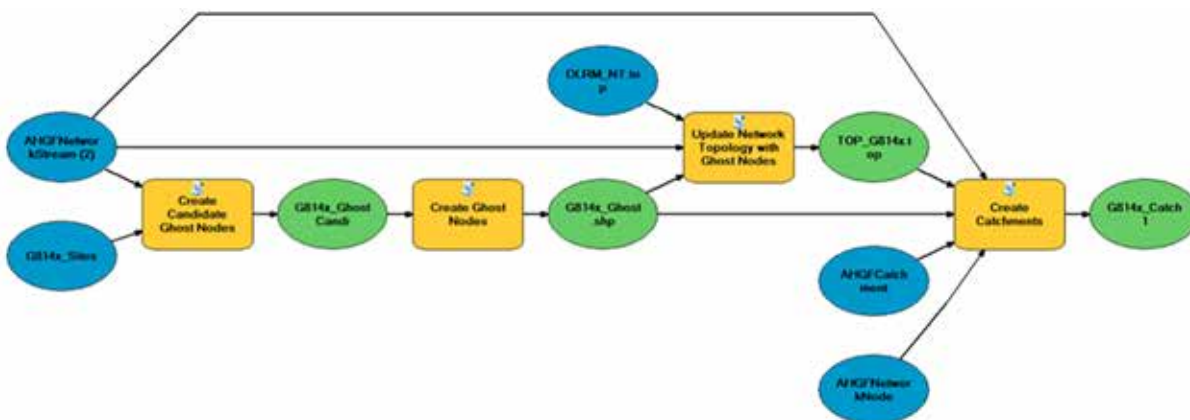 DLRM_NT.to
p
AHGFNetwor
kStream (2)
Update Network
Topology with
Ghost Nodes
TOP_G814x.t
op
Create
Candidate
Ghost Nodes
G814x_Ghost
Candi
Create Ghost
Nodes
G814x_Ghost
.shp
Create
Catchments
G814x_Catch
1
G814x_Sites
AHGFCatch
ment
AHGFNetwor
kNode